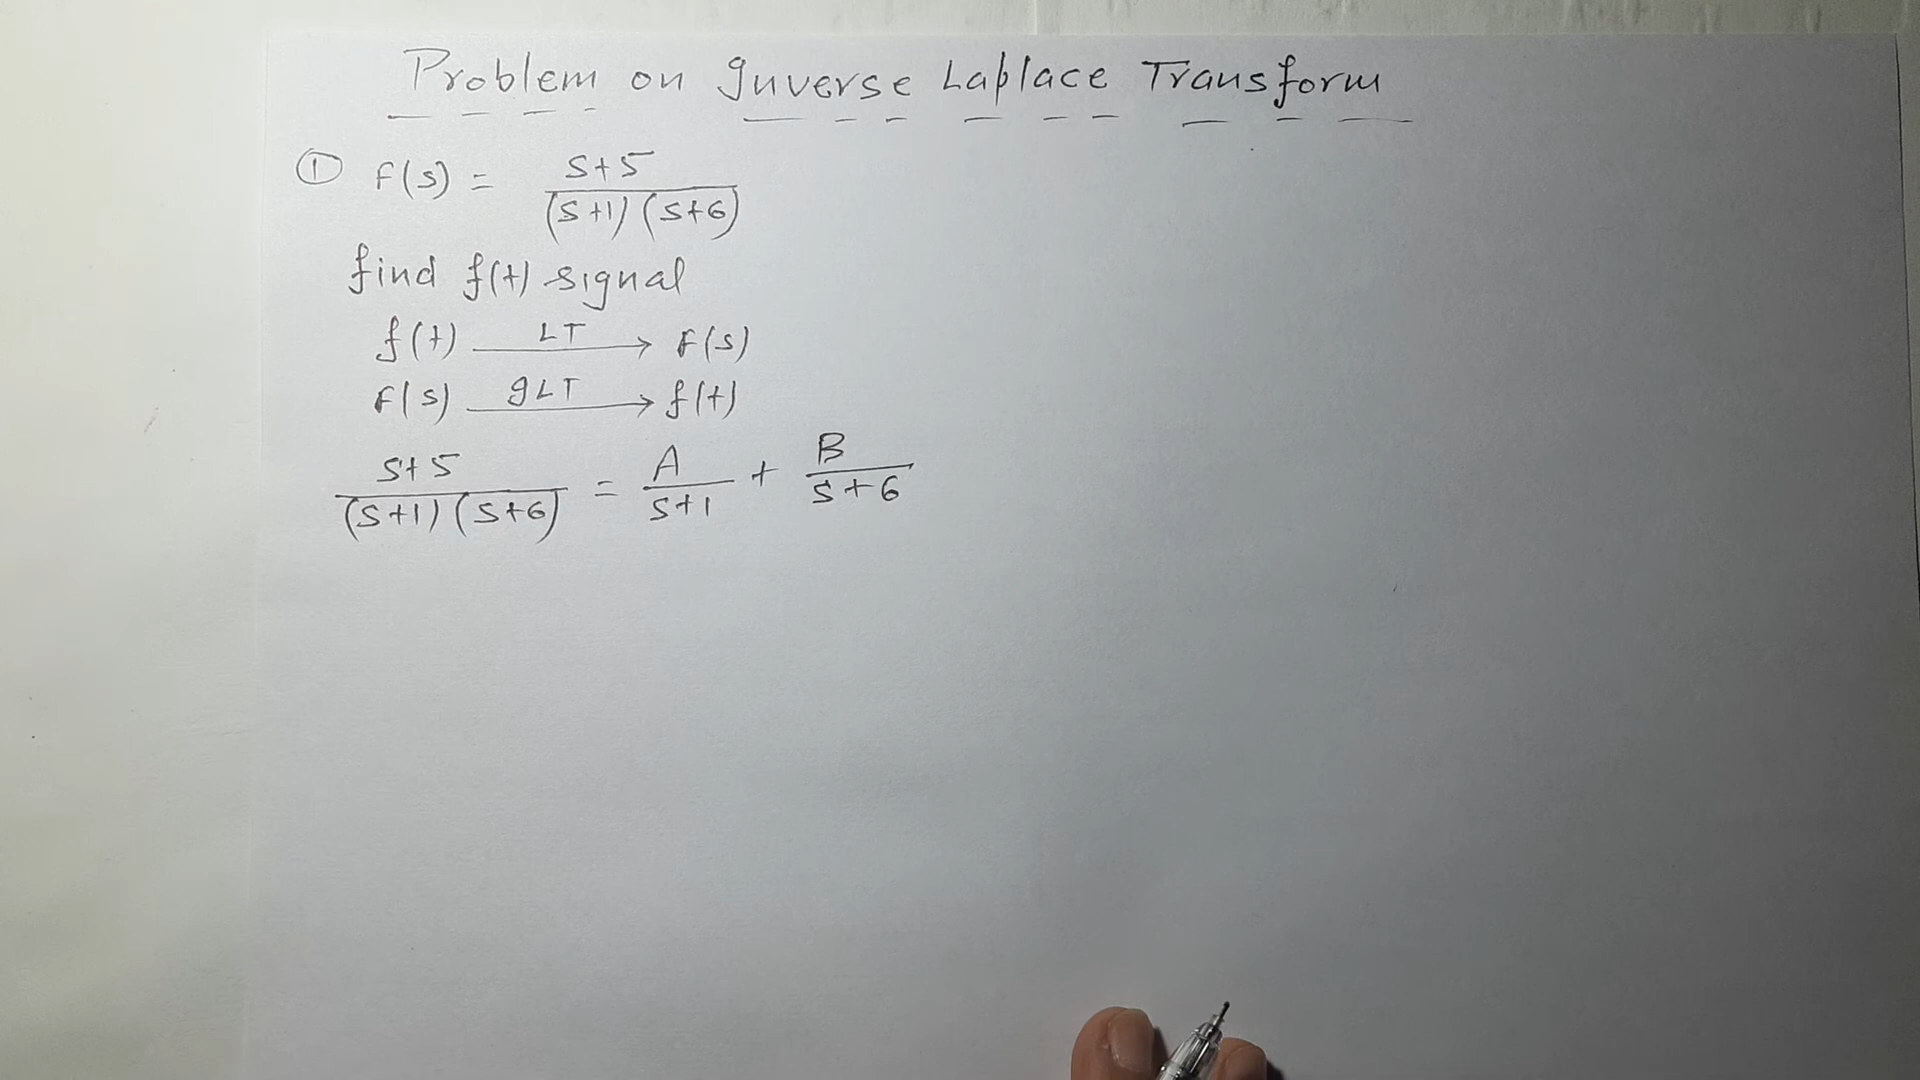 Problem on Inverse Laplace Transform
① F(s) = s+5 / (s+1)(s+6)
find f(t) signal
f(t) LT → F(s)
F(s) ILT → f(t)
s+5 / (s+1)(s+6) = A / s+1 + B / s+6